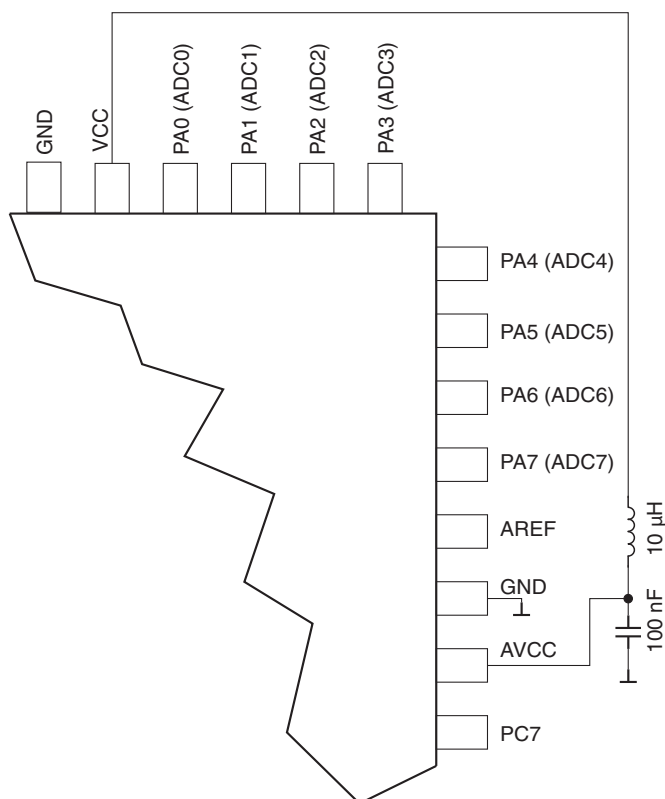 GND
VCC
PA0 (ADC0)
PA1 (ADC1)
PA2 (ADC2)
PA3 (ADC3)
PA4 (ADC4)
PA5 (ADC5)
PA6 (ADC6)
PA7 (ADC7)
AREF
10 µH
GND
100 nF
AVCC
PC7